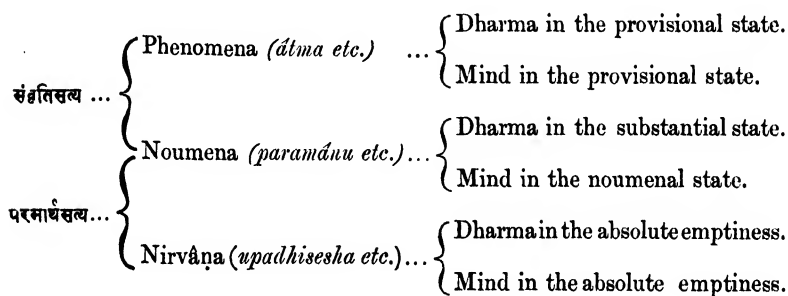 Phenomena (átma etc.) ...
Dharma in the provisional state.
Mind in the provisional state.
संवृतिसत्य ...
Noumena (paramánu etc.)...
Dharma in the substantial state.
Mind in the noumenal state.
परमार्थसत्य...
Nirvâṇa (upadhisesha etc.)...
Dharma in the absolute emptiness.
Mind in the absolute emptiness.